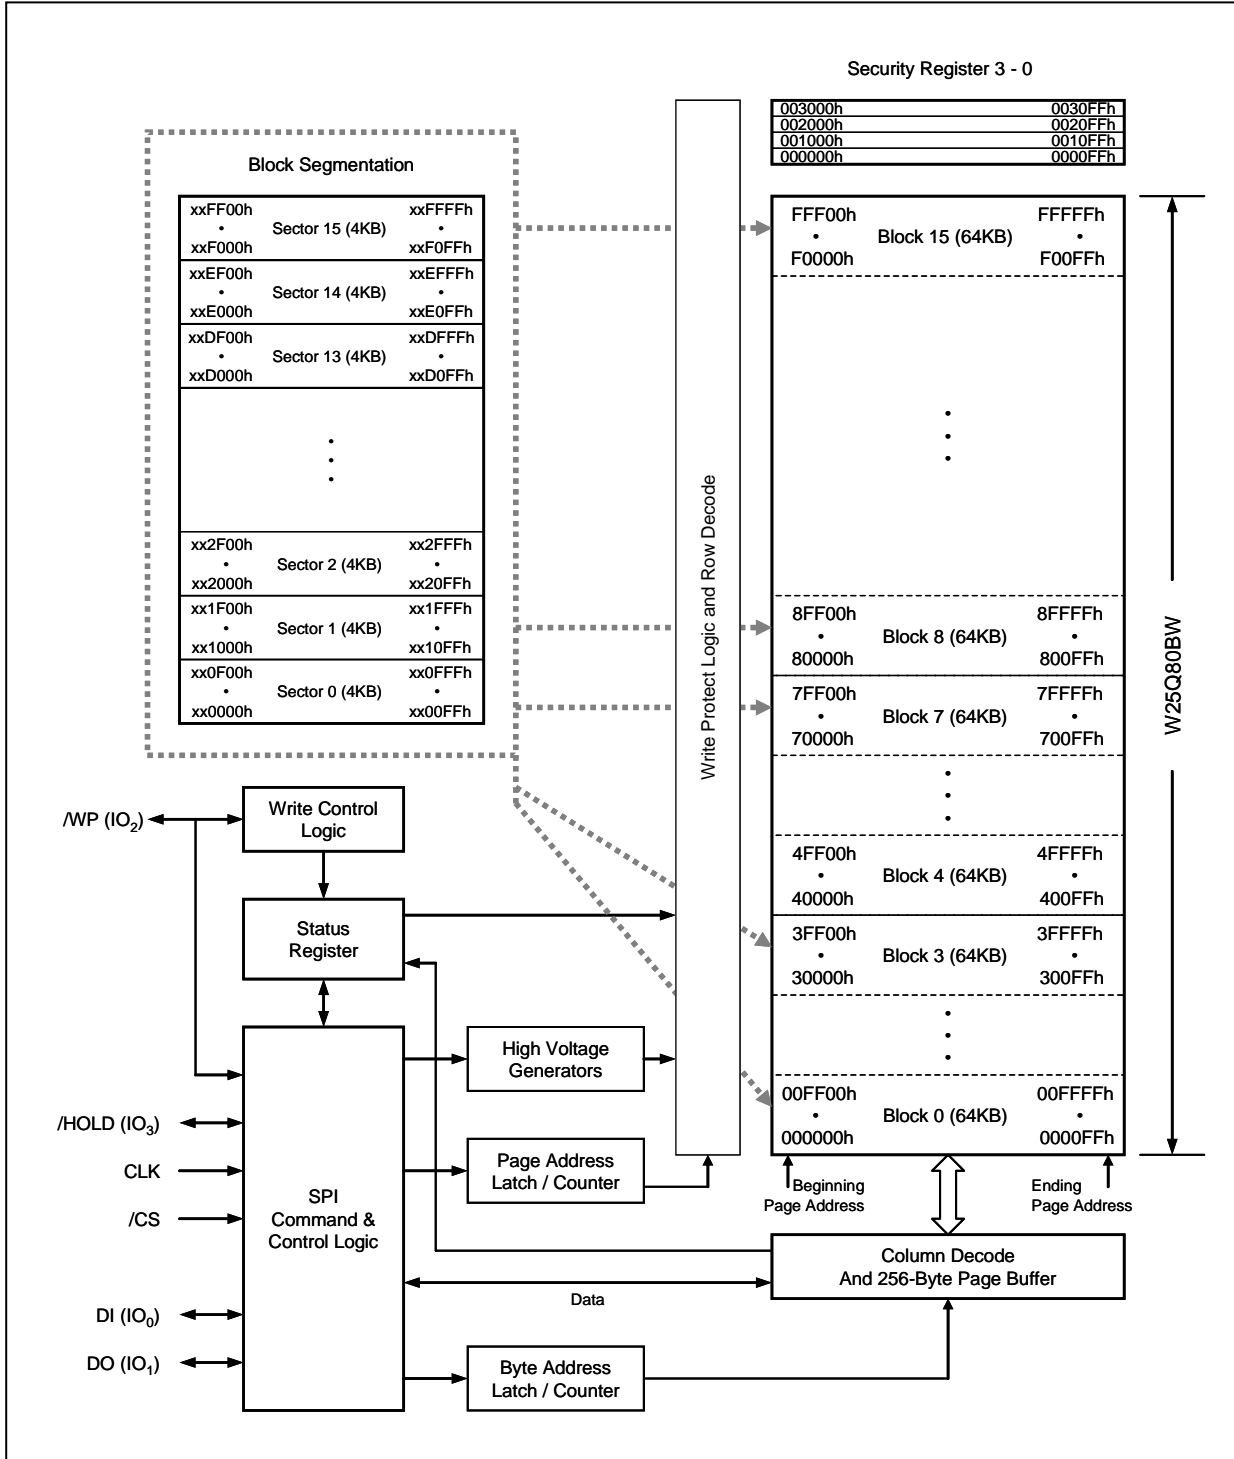 Security Register 3 - 0
003000h 0030FFh
002000h 0020FFh
001000h 0010FFh
000000h 0000FFh
Block Segmentation
xxFF00h xxFFFFh
• Sector 15 (4KB) •
xxF000h xxF0FFh
xxEF00h xxEFFFh
• Sector 14 (4KB) •
xxE000h xxE0FFh
xxDF00h xxDFFFh
• Sector 13 (4KB) •
xxD000h xxD0FFh
xx2F00h xx2FFFh
• Sector 2 (4KB) •
xx2000h xx20FFh
xx1F00h xx1FFFh
• Sector 1 (4KB) •
xx1000h xx10FFh
xx0F00h xx0FFFh
• Sector 0 (4KB) •
xx0000h xx00FFh
Write Protect Logic and Row Decode
FFF00h FFFFFh
• Block 15 (64KB) •
F0000h F00FFh
8FF00h 8FFFFh
• Block 8 (64KB) •
80000h 800FFh
7FF00h 7FFFFh
• Block 7 (64KB) •
70000h 700FFh
4FF00h 4FFFFh
• Block 4 (64KB) •
40000h 400FFh
3FF00h 3FFFFh
• Block 3 (64KB) •
30000h 300FFh
00FF00h 00FFFFh
• Block 0 (64KB) •
000000h 0000FFh
W25Q80BW
Beginning
Page Address
Ending
Page Address
/WP (IO2)
Write Control
Logic
Status
Register
High Voltage
Generators
/HOLD (IO3)
CLK
/CS
Page Address
Latch / Counter
SPI
Command &
Control Logic
Column Decode
And 256-Byte Page Buffer
Data
DI (IO0)
DO (IO1)
Byte Address
Latch / Counter